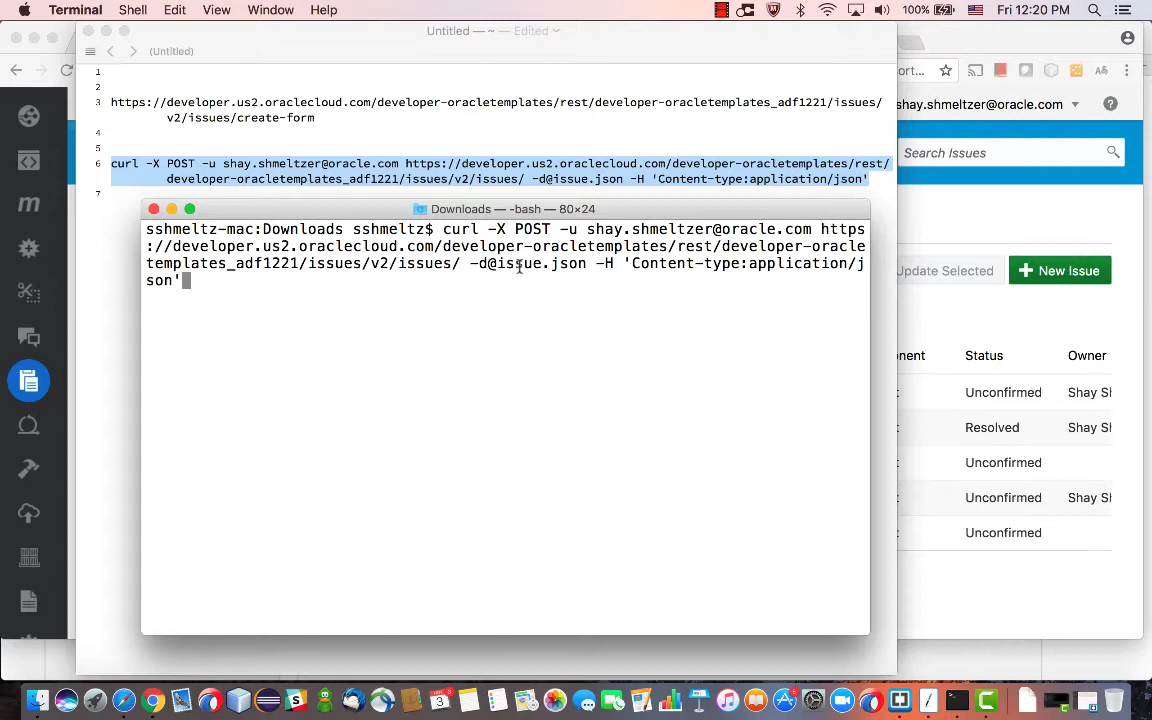 Terminal Shell Edit View Window Help 100% Fri 12:20 PM
Untitled — ~ — Edited
(Untitled)
1
2
3 https://developer.us2.oraclecloud.com/developer-oracletemplates/rest/developer-oracletemplates_adf1221/issues/
v2/issues/create-form
4
5
6 curl -X POST -u shay.shmeltzer@oracle.com https://developer.us2.oraclecloud.com/developer-oracletemplates/rest/
developer-oracletemplates_adf1221/issues/v2/issues/ -d@issue.json -H 'Content-type:application/json'
7
ort...
shay.shmeltzer@oracle.com
Search Issues
Downloads — -bash — 80×24
sshmeltz-mac:Downloads sshmeltz$ curl -X POST -u shay.shmeltzer@oracle.com https
://developer.us2.oraclecloud.com/developer-oracletemplates/rest/developer-oracle
templates_adf1221/issues/v2/issues/ -d@issue.json -H 'Content-type:application/j
son'
Update Selected + New Issue
nent Status Owner
t Unconfirmed Shay Sh
t Resolved Shay Sh
t Unconfirmed
t Unconfirmed Shay Sh
t Unconfirmed